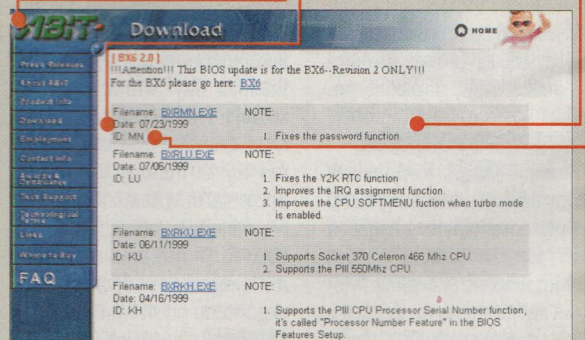 ABIT
Download
HOME
Press Releases
About ABIT
Product Info
Download
Employment
Contact Info
Awards &
Certificates
Tech Support
Technological
Terms
Links
Where to Buy
FAQ
[ BX6 2.0 ]
!!!Attention!!! This BIOS update is for the BX6--Revision 2 ONLY!!!
For the BX6 please go here: BX6
Filename: BXRMN.EXE
Date: 07/23/1999
ID: MN
NOTE:
1. Fixes the password function.
Filename: BXRLU.EXE
Date: 07/06/1999
ID: LU
NOTE:
1. Fixes the Y2K RTC function
2. Improves the IRQ assignment function.
3. Improves the CPU SOFTMENU fuction when turbo mode
is enabled.
Filename: BXRKU.EXE
Date: 06/11/1999
ID: KU
NOTE:
1. Supports Socket 370 Celeron 466 Mhz CPU
2. Supports the PIII 550Mhz CPU.
Filename: BXRKH.EXE
Date: 04/16/1999
ID: KH
NOTE:
1. Supports the PIII CPU Processor Serial Number function,
it's called "Processor Number Feature" in the BIOS
Features Setup.